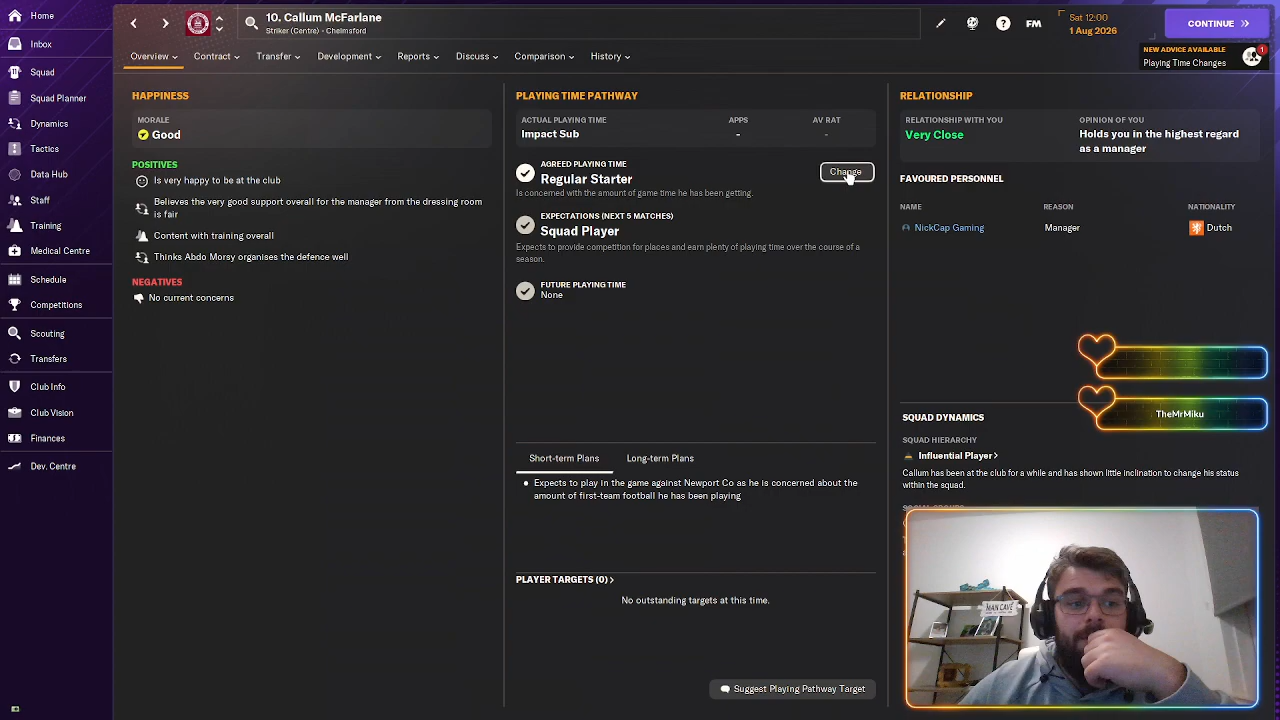 Home
Inbox
Squad
Squad Planner
Dynamics
Tactics
Data Hub
Staff
Training
Medical Centre
Schedule
Competitions
Scouting
Transfers
Club Info
Club Vision
Finances
Dev. Centre
10. Callum McFarlane
Striker (Centre) - Chelmsford
FM
Sat 12:00
1 Aug 2026
CONTINUE
NEW ADVICE AVAILABLE
Playing Time Changes
1
Overview
Contract
Transfer
Development
Reports
Discuss
Comparison
History
HAPPINESS
MORALE
Good
POSITIVES
Is very happy to be at the club
Believes the very good support overall for the manager from the dressing room
is fair
Content with training overall
Thinks Abdo Morsy organises the defence well
NEGATIVES
No current concerns
PLAYING TIME PATHWAY
ACTUAL PLAYING TIME APPS AV RAT
Impact Sub - -
AGREED PLAYING TIME
Regular Starter
Change
Is concerned with the amount of game time he has been getting.
EXPECTATIONS (NEXT 5 MATCHES)
Squad Player
Expects to provide competition for places and earn plenty of playing time over the course of a
season.
FUTURE PLAYING TIME
None
Short-term Plans Long-term Plans
Expects to play in the game against Newport Co as he is concerned about the
amount of first-team football he has been playing
PLAYER TARGETS (0)
No outstanding targets at this time.
Suggest Playing Pathway Target
RELATIONSHIP
RELATIONSHIP WITH YOU
Very Close
OPINION OF YOU
Holds you in the highest regard
as a manager
FAVOURED PERSONNEL
NAME REASON NATIONALITY
NickCap Gaming Manager Dutch
TheMrMiku
SQUAD DYNAMICS
SQUAD HIERARCHY
Influential Player
Callum has been at the club for a while and has shown little inclination to change his status
within the squad.
MAN CAVE